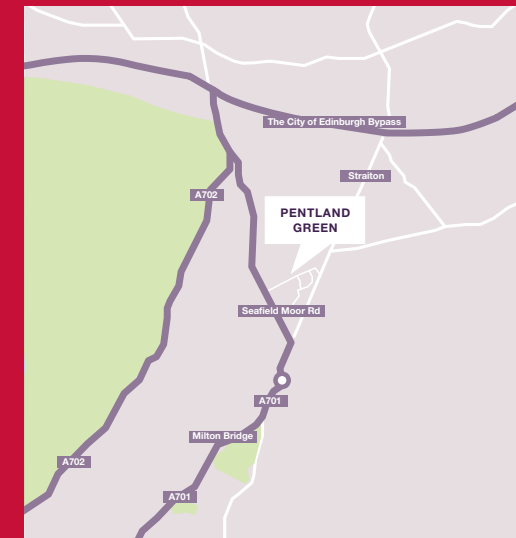 The City of Edinburgh Bypass
Straiton
A702
PENTLAND
GREEN
Seafield Moor Rd
A701
Milton Bridge
A702
A701